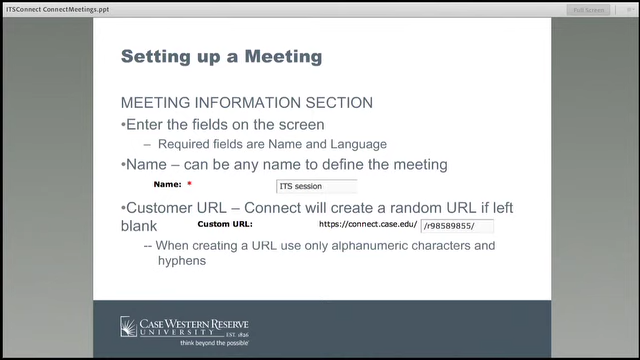 ITSConnect ConnectMeetings.ppt
Full Screen
Setting up a Meeting
MEETING INFORMATION SECTION
•Enter the fields on the screen
– Required fields are Name and Language
•Name – can be any name to define the meeting
Name: * ITS session
•Customer URL – Connect will create a random URL if left
blank
Custom URL: https://connect.case.edu/ /r98589855/
-- When creating a URL use only alphanumeric characters and
hyphens
CASE WESTERN RESERVE
UNIVERSITY EST. 1826
think beyond the possible®